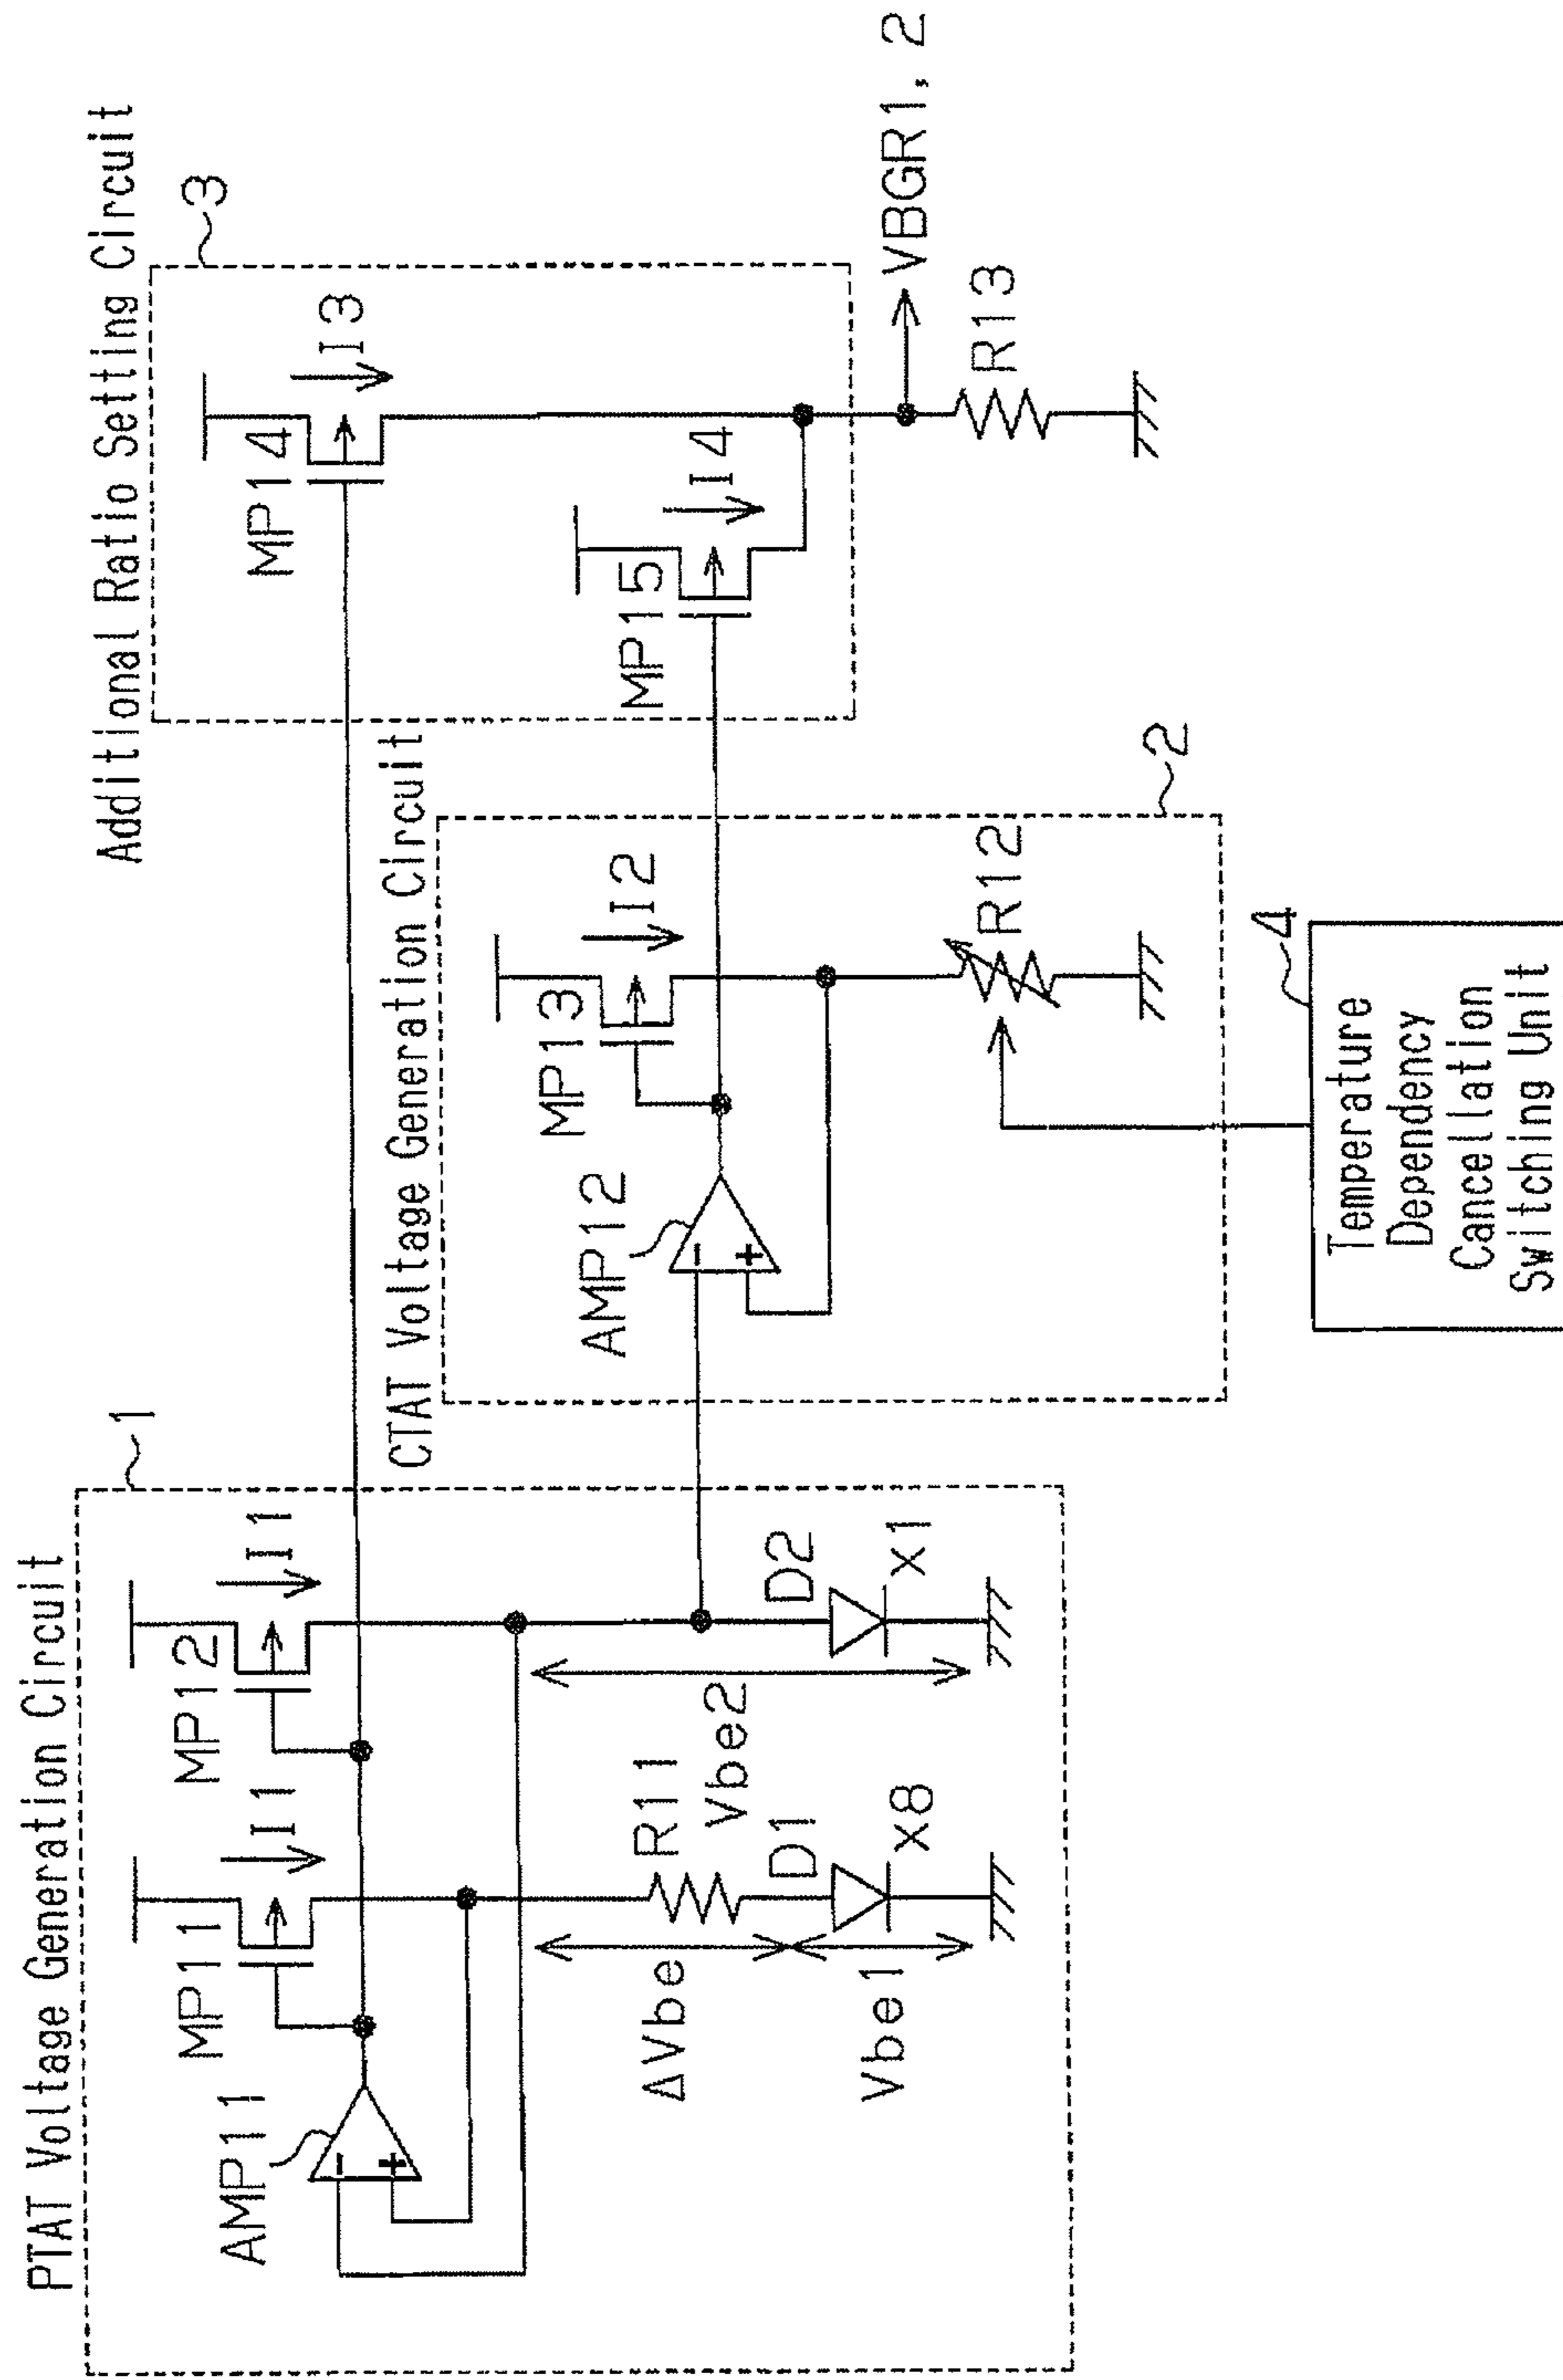 PTAT Voltage Generation Circuit
1
AMP11
MP11
I1
MP12
I1
R11
ΔVbe
Vbe2
D1
x8
Vbe1
D2
x1
-
+
CTAT Voltage Generation Circuit
2
AMP12
-
+
MP13
I2
R12
Additional Ratio Setting Circuit
3
MP14
I3
MP15
I4
VBGR1, 2
R13
4
Temperature
Dependency
Cancellation
Switching Unit